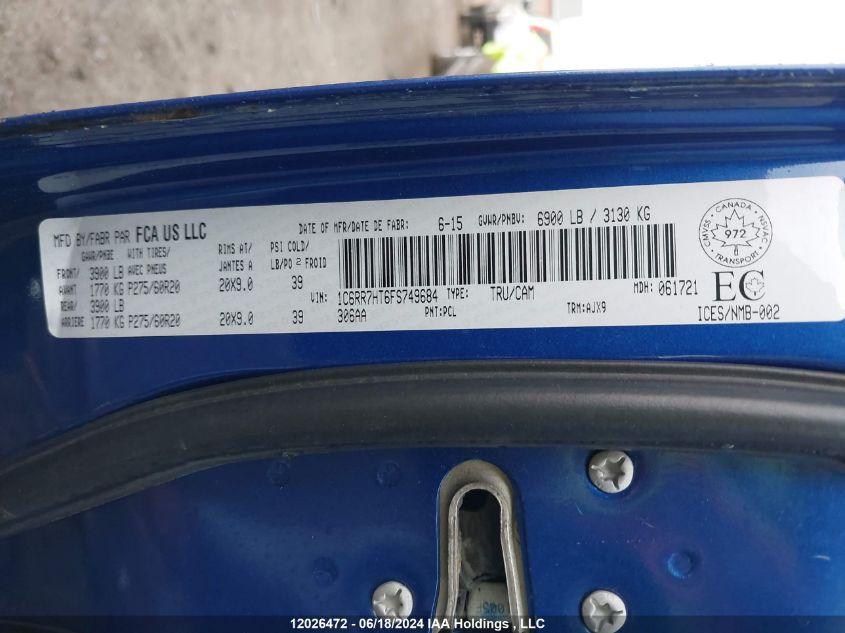 MFD BY/FABR PAR FCA US LLC
DATE OF MFR/DATE DE FABR: 6-15 GVWR/PNBV: 6900 LB / 3130 KG
GAWR/PNBE WITH TIRES/ RIMS AT/ PSI COLD/
FRONT/ 3900 LB AVEC PNEUS JANTES A LB/PO 2 FROID
AVANT 1770 KG P275/60R20 20X9.0 39
REAR/ 3900 LB
ARRIERE 1770 KG P275/60R20 20X9.0 39
VIN: 1C6RR7HT6FS749684 TYPE: TRU/CAM MDH: 061721
306AA PNT:PCL TRM:AJX9
CANADA
CMVSS NSVAC
972
TRANSPORT
EC
ICES/NMB-002
12026472 - 06/18/2024 IAA Holdings , LLC